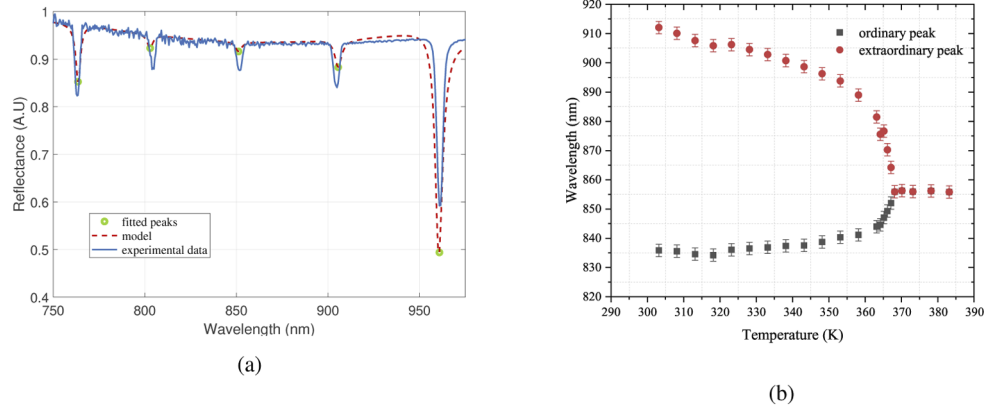 1
0.9
0.8
0.7
0.6
0.5
0.4
Reflectance (A.U)
fitted peaks
model
experimental data
750 800 850 900 950
Wavelength (nm)
(a)
920
910
900
890
880
870
860
850
840
830
820
Wavelength (nm)
ordinary peak
extraordinary peak
290 300 310 320 330 340 350 360 370 380 390
Temperature (K)
(b)